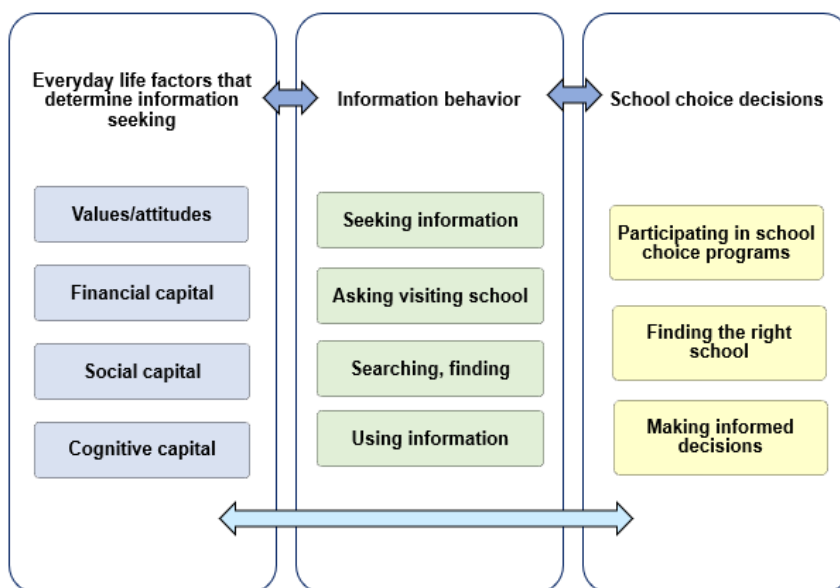 Everyday life factors that
determine information
seeking
Values/attitudes
Financial capital
Social capital
Cognitive capital
Information behavior
Seeking information
Asking visiting school
Searching, finding
Using information
School choice decisions
Participating in school
choice programs
Finding the right
school
Making informed
decisions